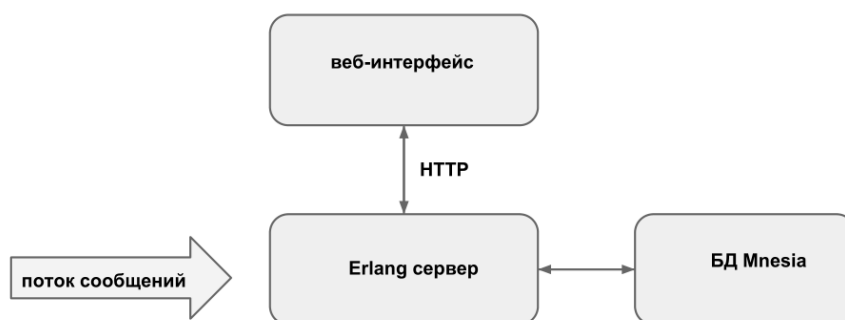 веб-интерфейс
HTTP
Erlang сервер
БД Mnesia
поток сообщений